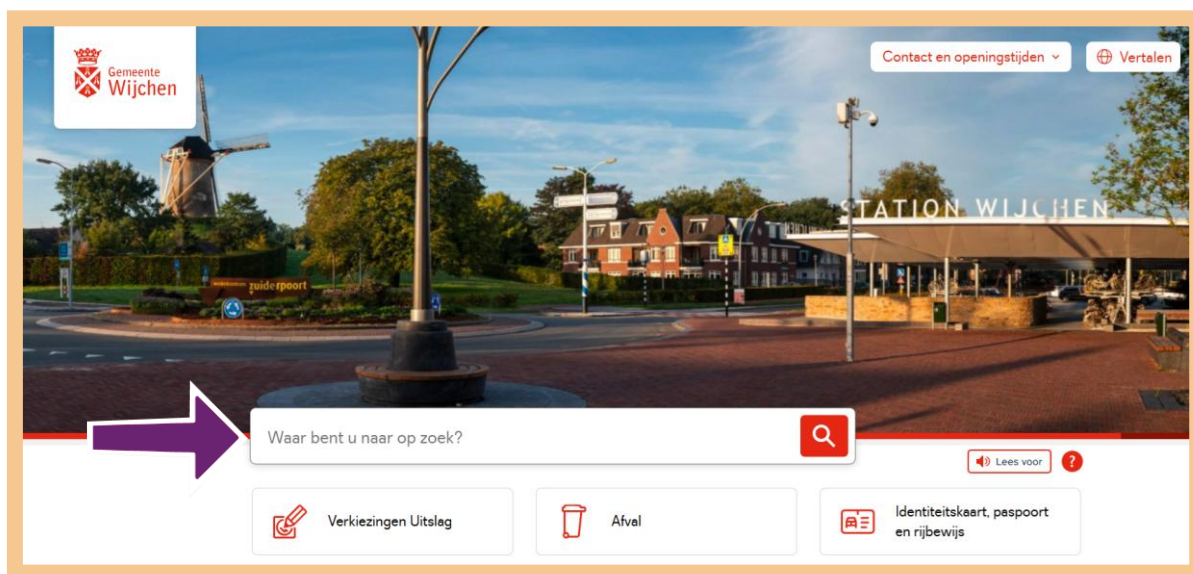 Gemeente
Wijchen
Contact en openingstijden
Vertalen
STATION WIJCHEN
zuiderpoort
Waar bent u naar op zoek?
Lees voor
?
Verkiezingen Uitslag
Afval
Identiteitskaart, paspoort
en rijbewijs